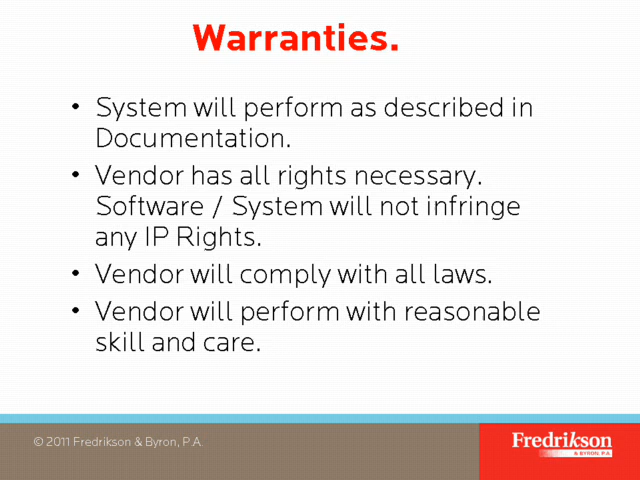 Warranties.
• System will perform as described in
Documentation.
• Vendor has all rights necessary.
Software / System will not infringe
any IP Rights.
• Vendor will comply with all laws.
• Vendor will perform with reasonable
skill and care.
© 2011 Fredrikson & Byron, P.A.
Fredrikson
& BYRON, P.A.